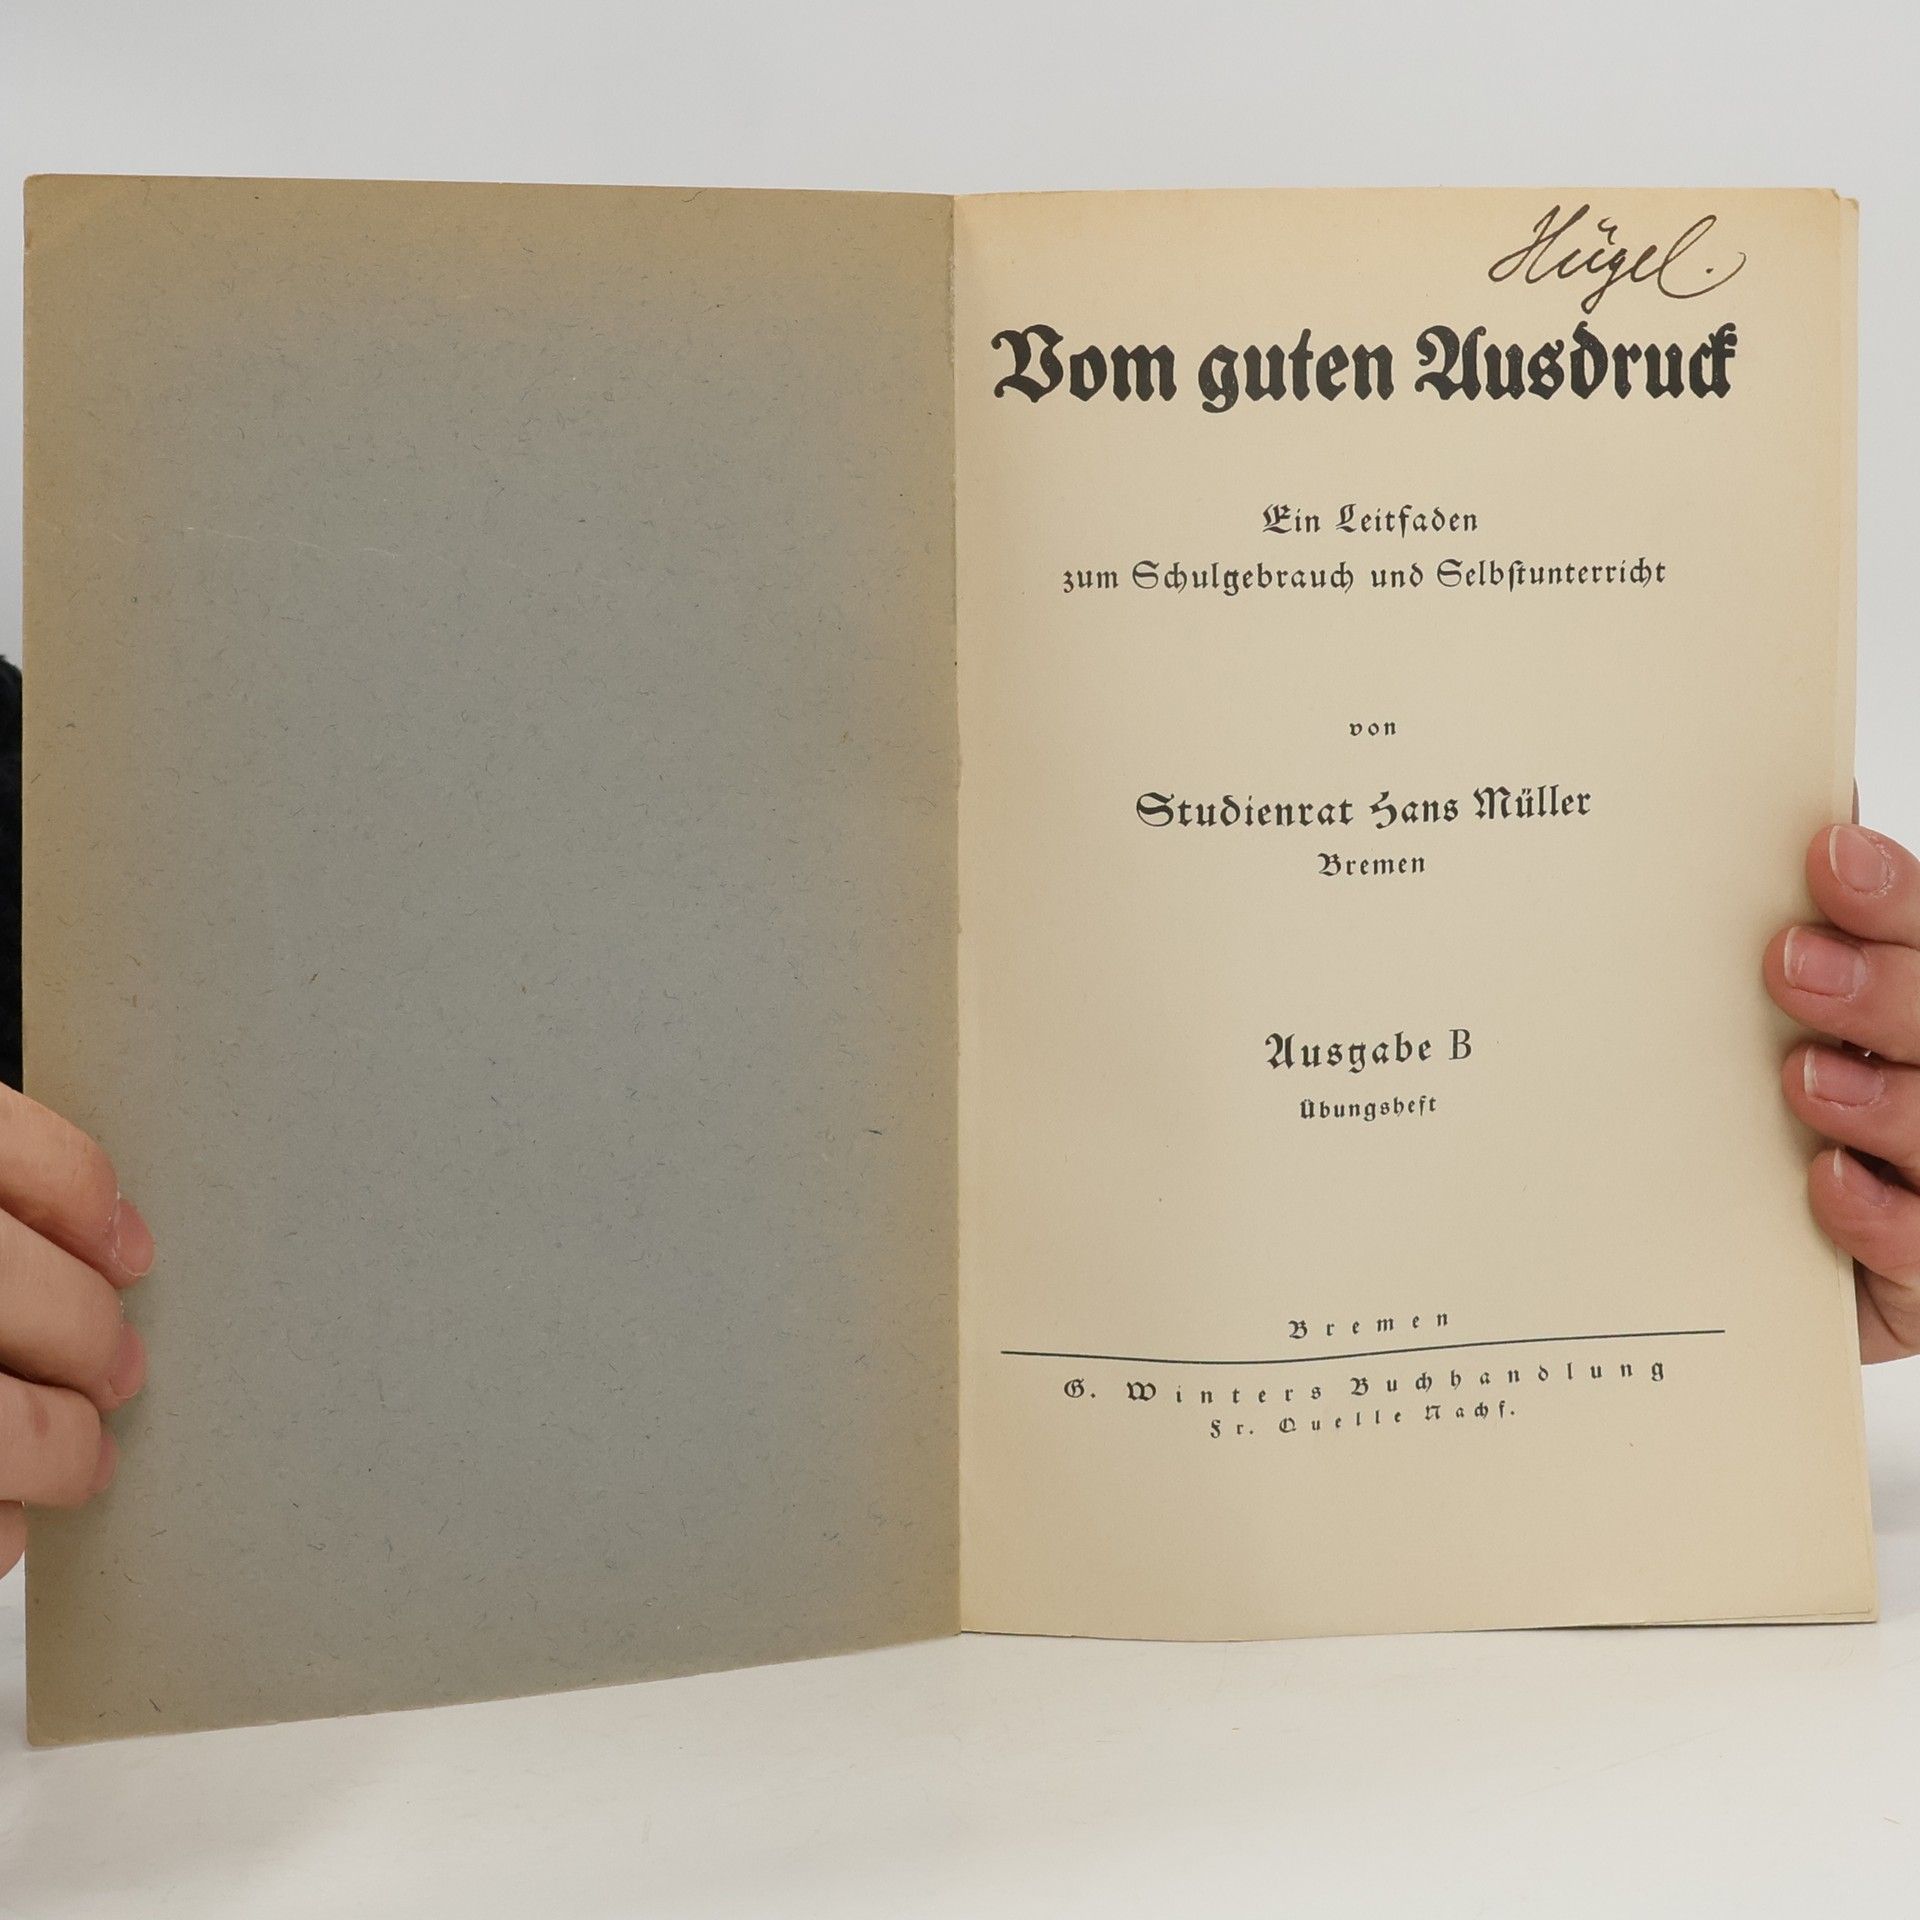 Hügel.
Vom guten Ausdruck
Ein Leitfaden
zum Schulgebrauch und Selbſtunterricht
von
Studienrat Hans Müller
Bremen
Ausgabe B
Übungsheft
Bremen
G. Winters Buchhandlung
Fr. Quelle Nachf.